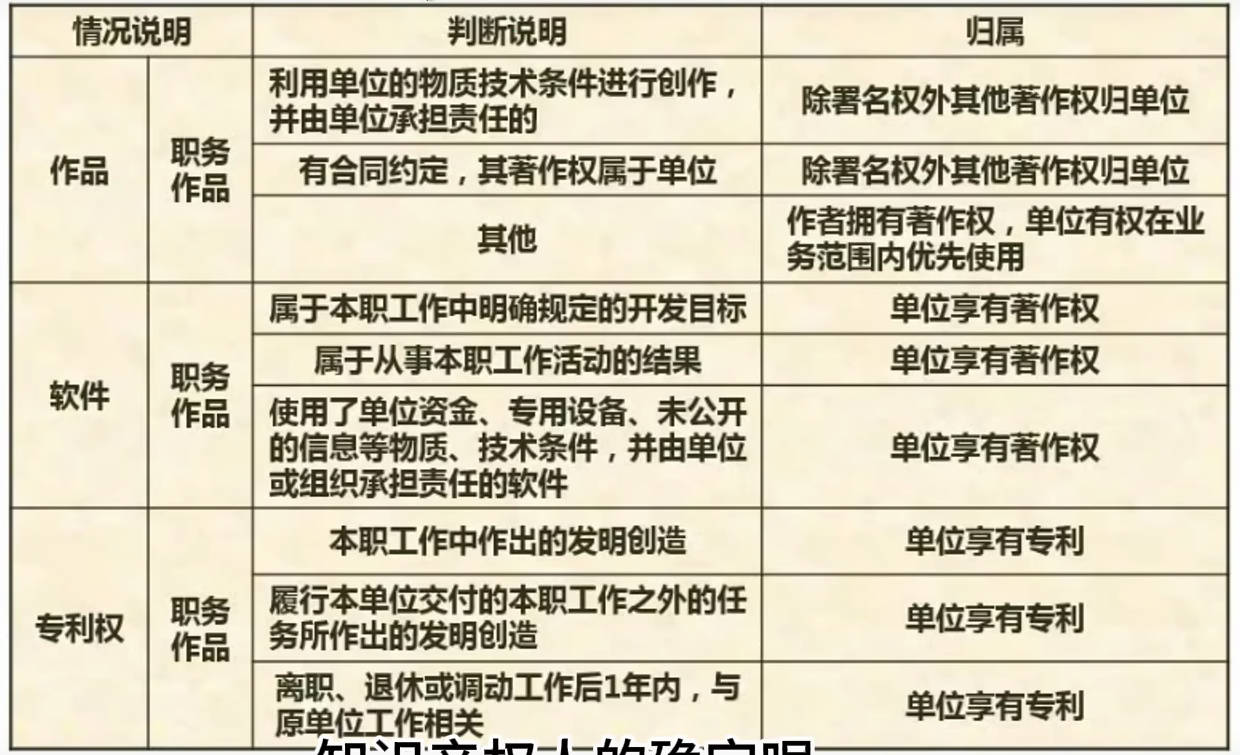 情况说明
判断说明
归属
作品
职务
作品
利用单位的物质技术条件进行创作，
并由单位承担责任的
除署名权外其他著作权归单位
有合同约定，其著作权属于单位
除署名权外其他著作权归单位
其他
作者拥有著作权，单位有权在业
务范围内优先使用
软件
职务
作品
属于本职工作中明确规定的开发目标
单位享有著作权
属于从事本职工作活动的结果
单位享有著作权
使用了单位资金、专用设备、未公开
的信息等物质、技术条件，并由单位
或组织承担责任的软件
单位享有著作权
专利权
职务
作品
本职工作中作出的发明创造
单位享有专利
履行本单位交付的本职工作之外的任
务所作出的发明创造
单位享有专利
离职、退休或调动工作后1年内，与
原单位工作相关
单位享有专利
知识产权人的确定呢